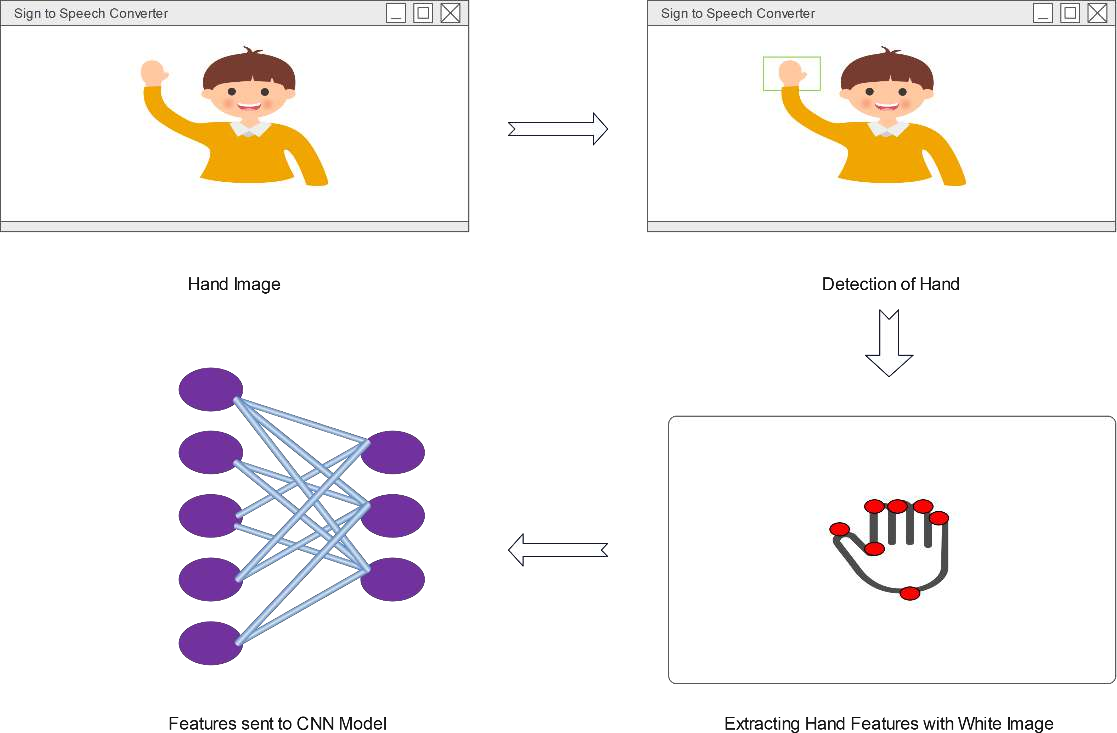 Sign to Speech Converter
Sign to Speech Converter
Hand Image
Detection of Hand
Features sent to CNN Model
Extracting Hand Features with White Image